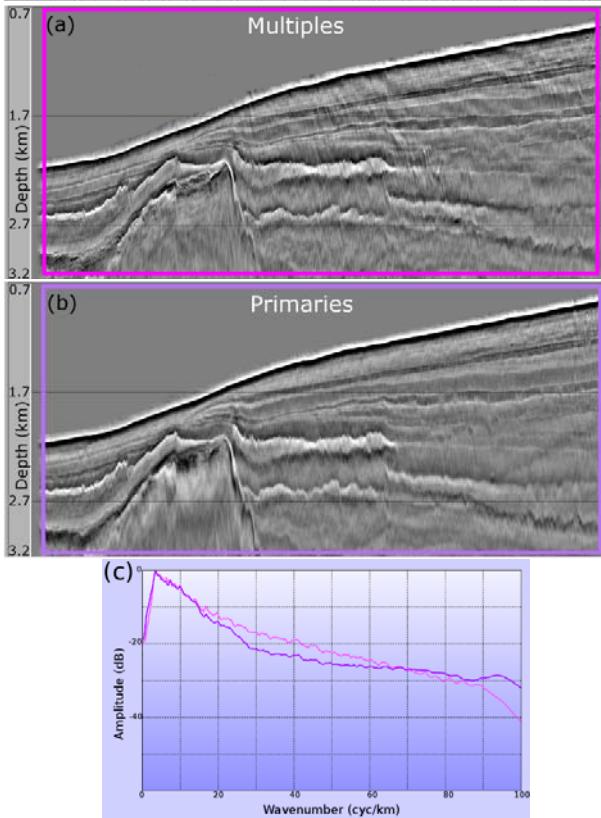 0.7
(a)
Multiples
1.7
Depth (km)
2.7
3.2
0.7
(b)
Primaries
1.7
Depth (km)
2.7
3.2
(c)
0
-20
-40
Amplitude (dB)
0 20 40 60 80 100
Wavenumber (cyc/km)